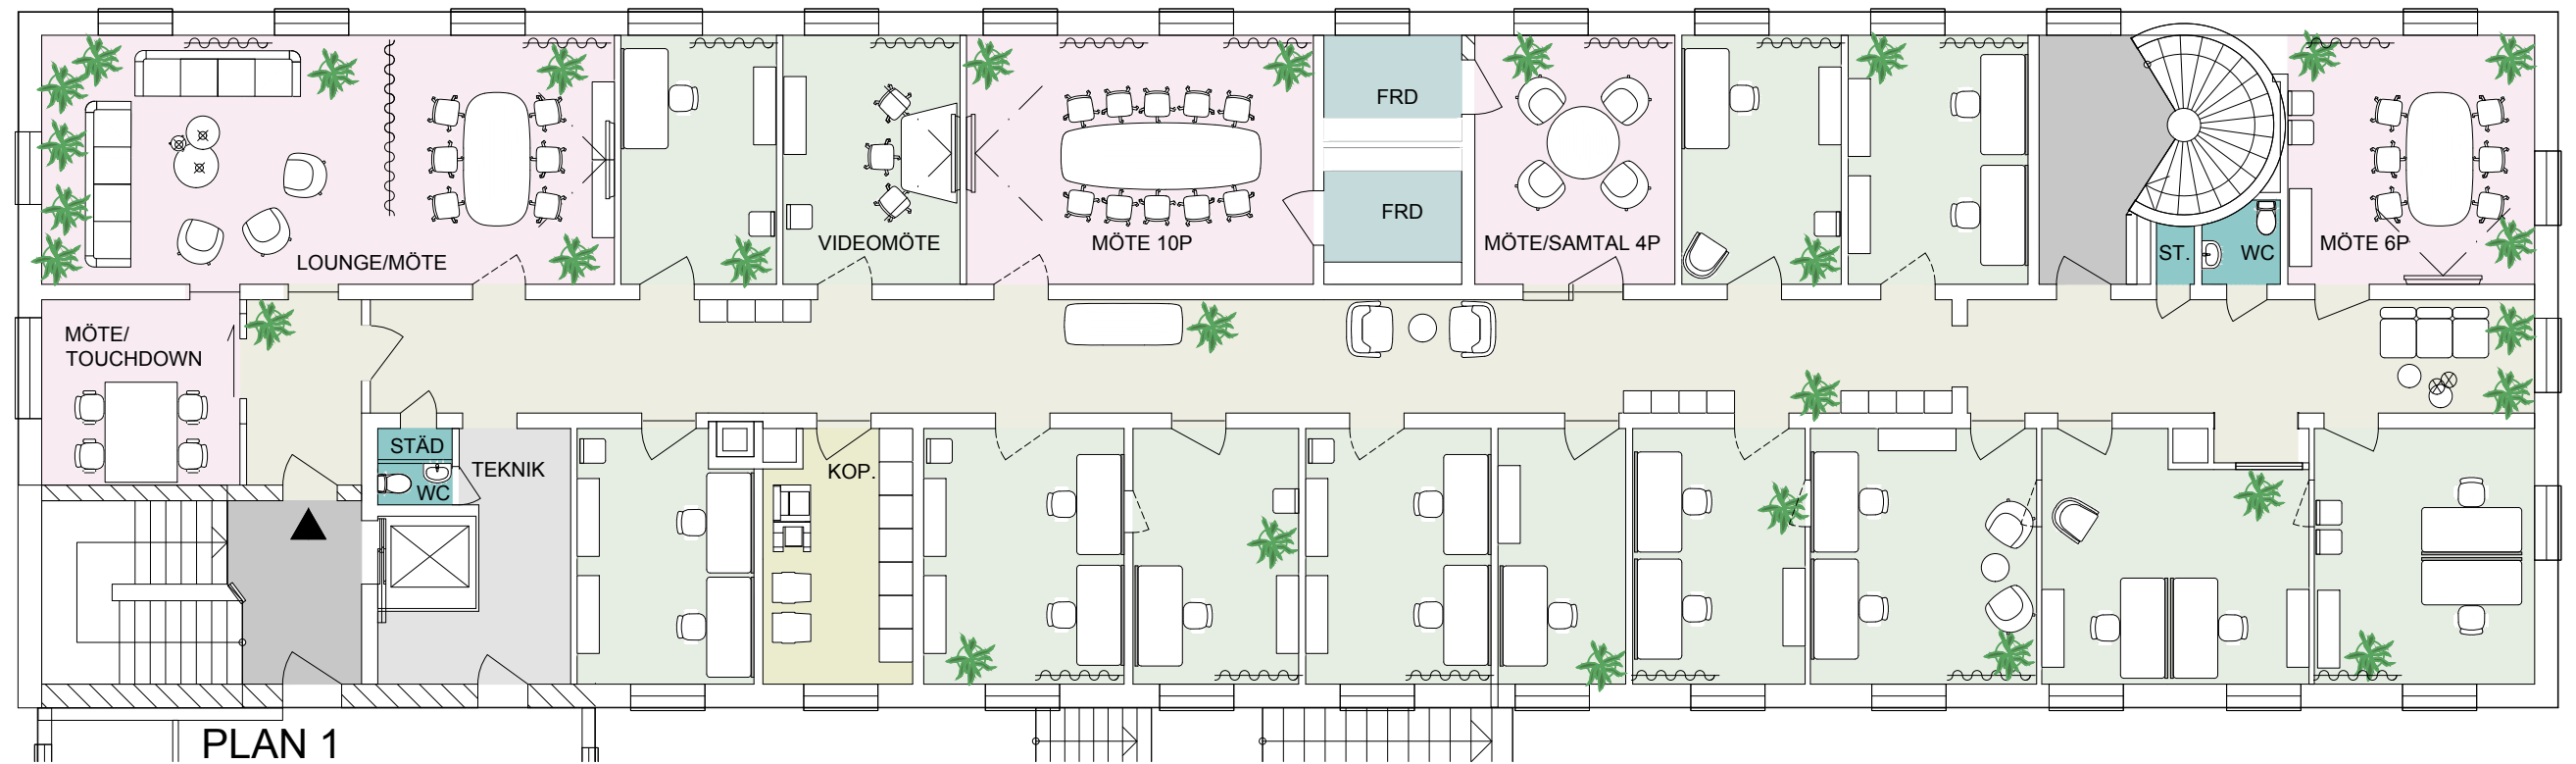 FRD
FRD
VIDEOMÖTE
MÖTE 10P
MÖTE/SAMTAL 4P
ST.
WC
MÖTE 6P
LOUNGE/MÖTE
MÖTE/
TOUCHDOWN
STÄD
WC
TEKNIK
KOP.
PLAN 1